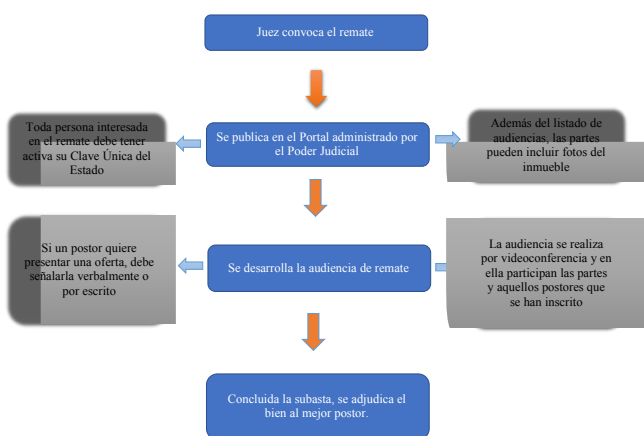 Juez convoca el remate
Toda persona interesada
en el remate debe tener
activa su Clave Única del
Estado
Se publica en el Portal administrado por
el Poder Judicial
Además del listado de
audiencias, las partes
pueden incluir fotos del
inmueble
Si un postor quiere
presentar una oferta, debe
señalarla verbalmente o
por escrito
Se desarrolla la audiencia de remate
La audiencia se realiza
por videoconferencia y en
ella participan las partes
y aquellos postores que
se han inscrito
Concluida la subasta, se adjudica el
bien al mejor postor.